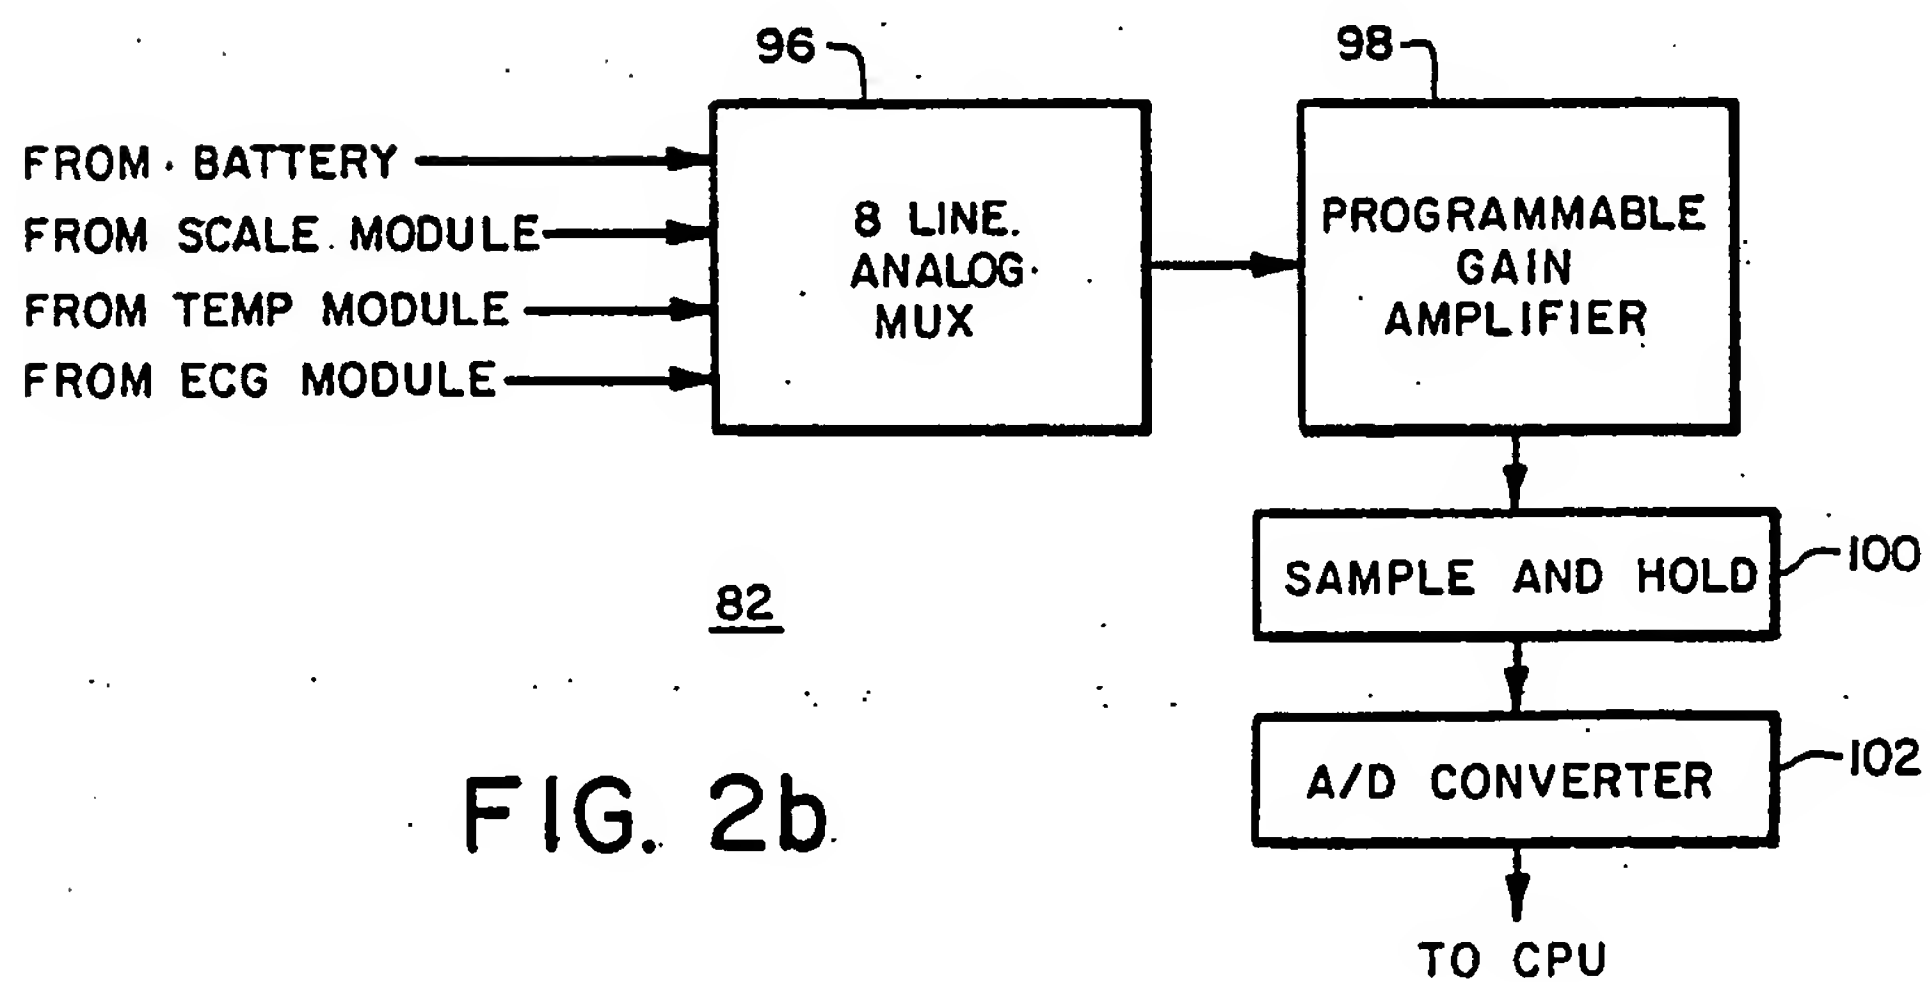 96
98
FROM BATTERY
FROM SCALE MODULE
FROM TEMP MODULE
FROM ECG MODULE
8 LINE
ANALOG
MUX
PROGRAMMABLE
GAIN
AMPLIFIER
SAMPLE AND HOLD
100
82
A/D CONVERTER
102
FIG. 2b
TO CPU